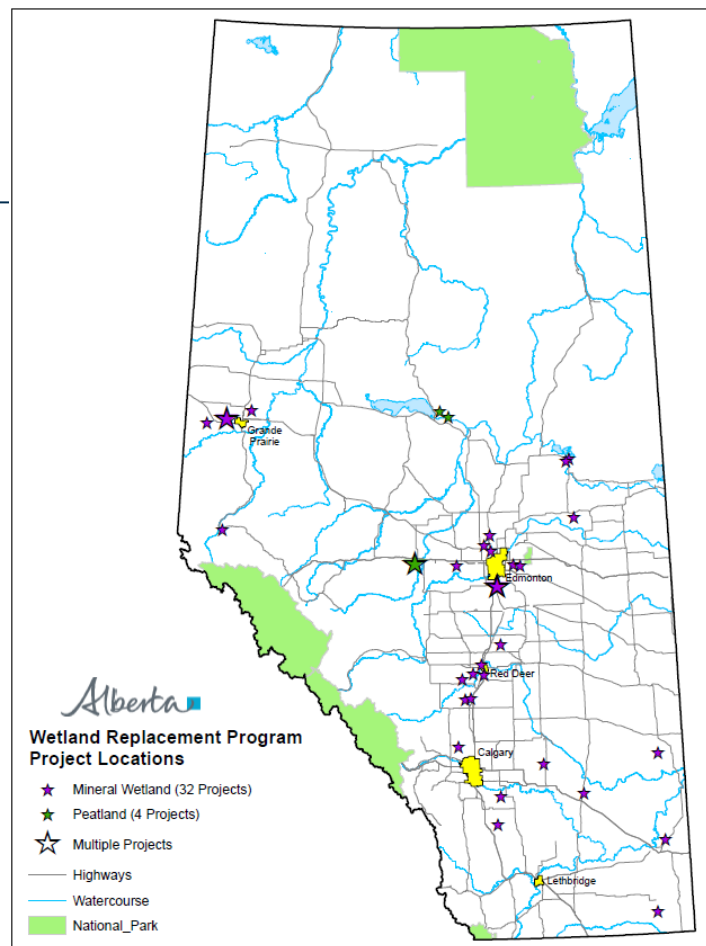 Grande
Prairie
Edmonton
Red Deer
Calgary
Lethbridge
Alberta
Wetland Replacement Program
Project Locations
Mineral Wetland (32 Projects)
Peatland (4 Projects)
Multiple Projects
Highways
Watercourse
National_Park